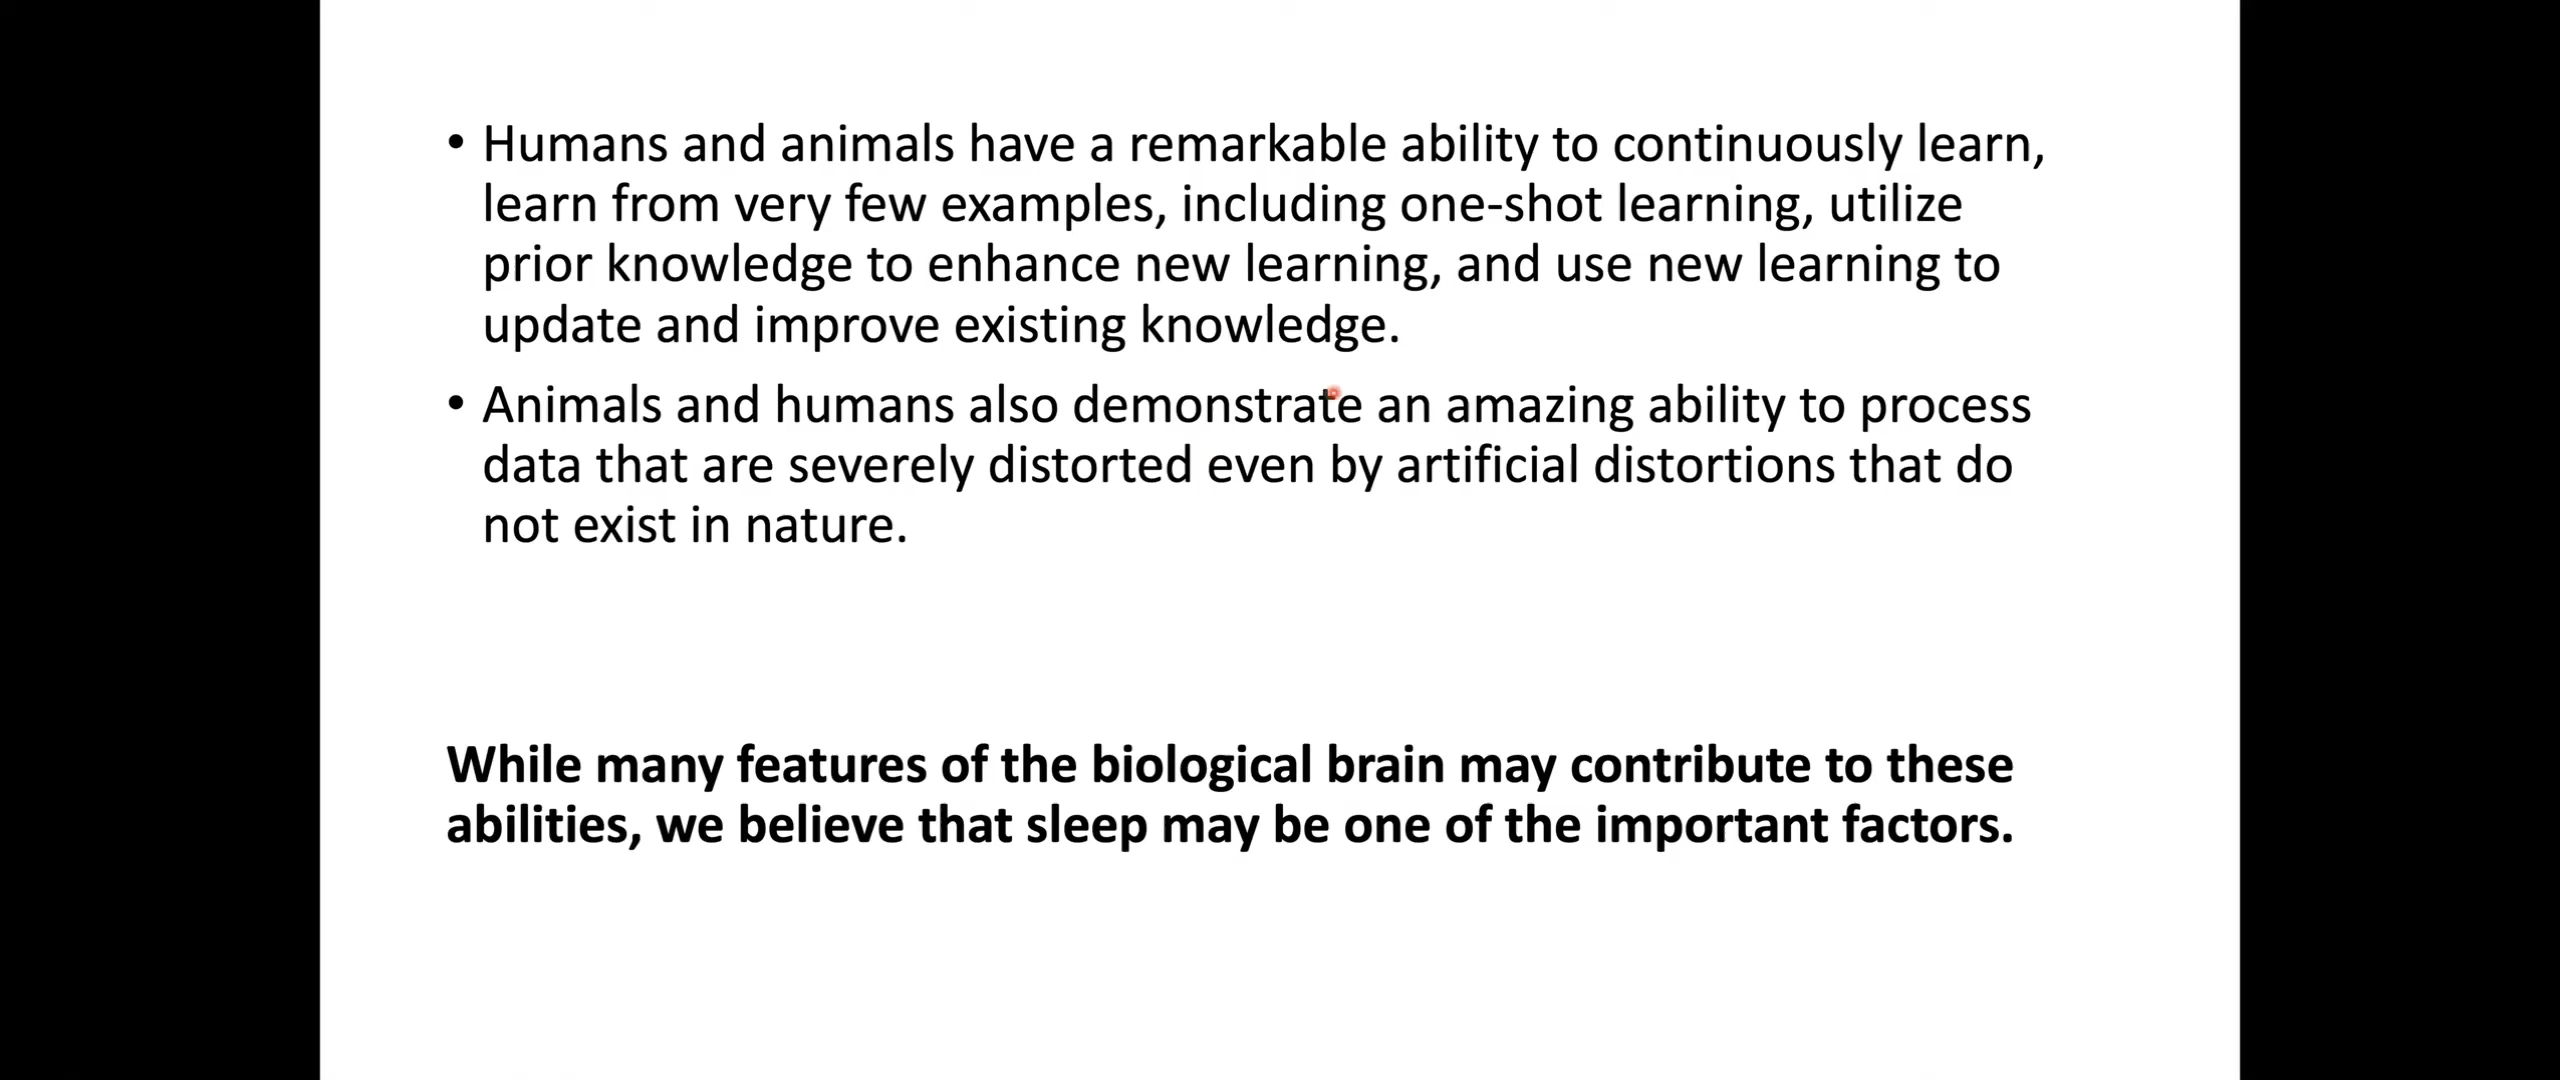 • Humans and animals have a remarkable ability to continuously learn,
learn from very few examples, including one-shot learning, utilize
prior knowledge to enhance new learning, and use new learning to
update and improve existing knowledge.
• Animals and humans also demonstrate an amazing ability to process
data that are severely distorted even by artificial distortions that do
not exist in nature.
While many features of the biological brain may contribute to these
abilities, we believe that sleep may be one of the important factors.